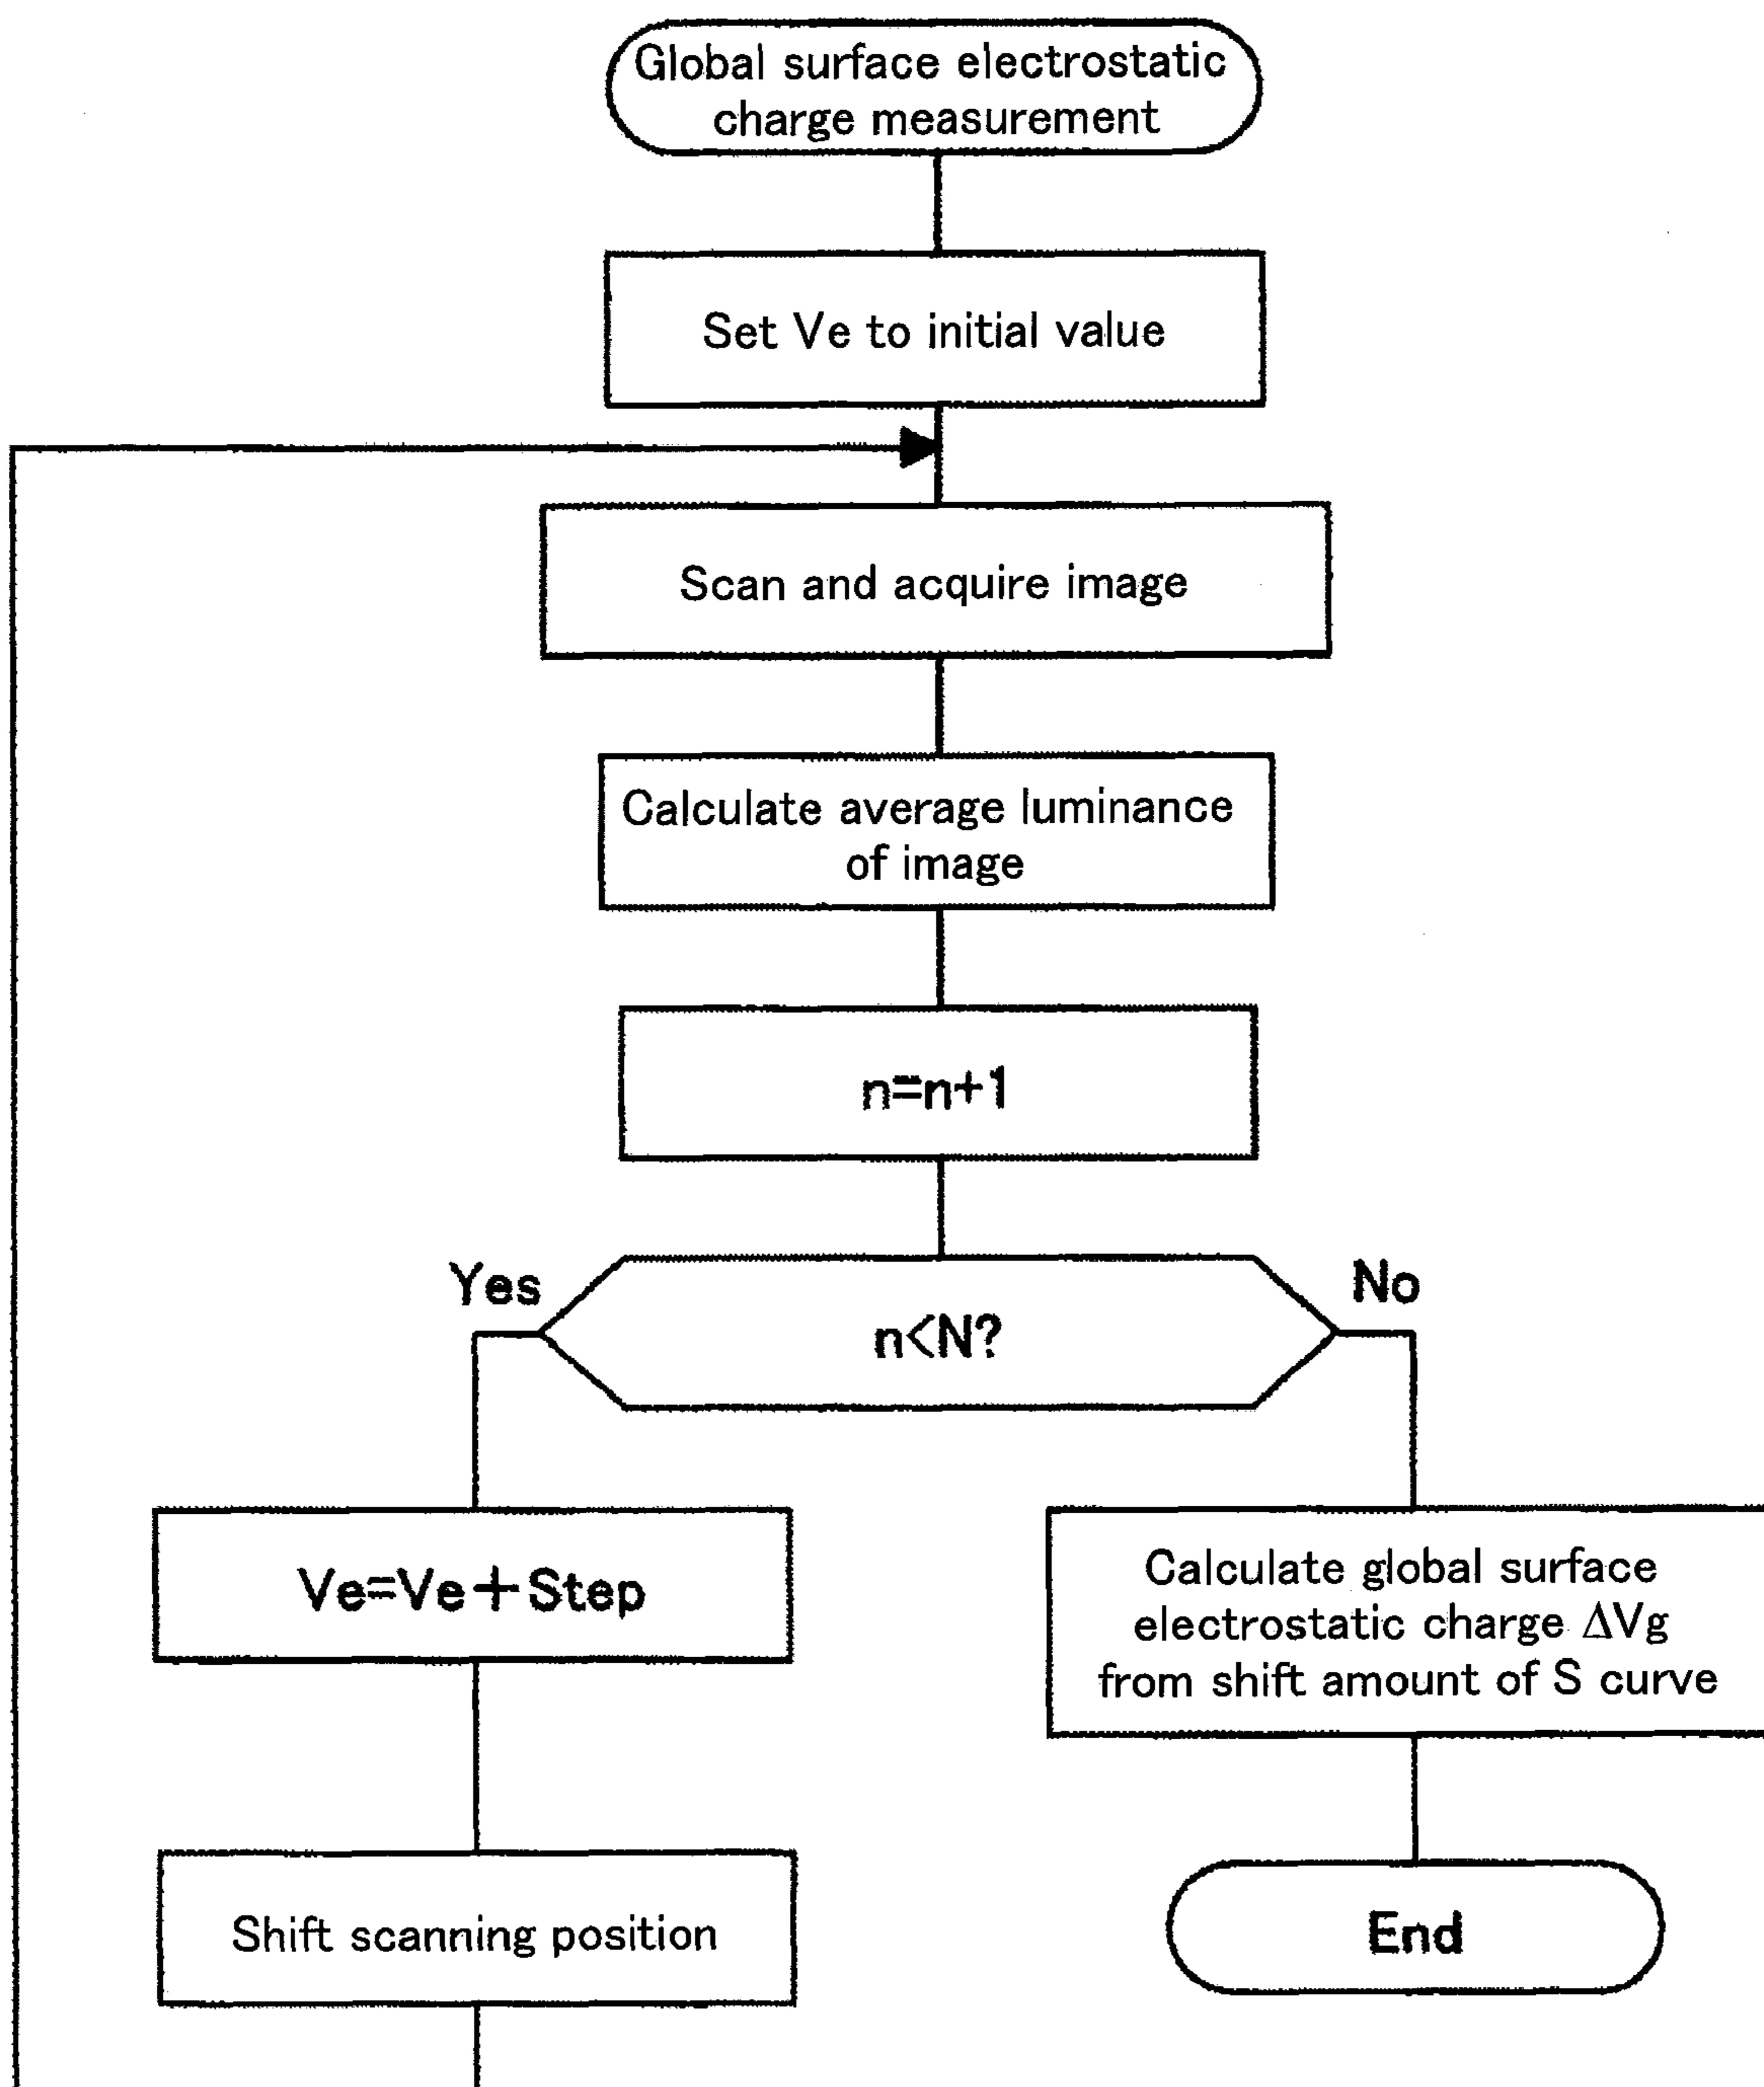 Global surface electrostatic
charge measurement
Set Ve to initial value
Scan and acquire image
Calculate average luminance
of image
n=n+1
Yes
No
n<N?
Ve=Ve+Step
Calculate global surface
electrostatic charge ΔVg
from shift amount of S curve
Shift scanning position
End